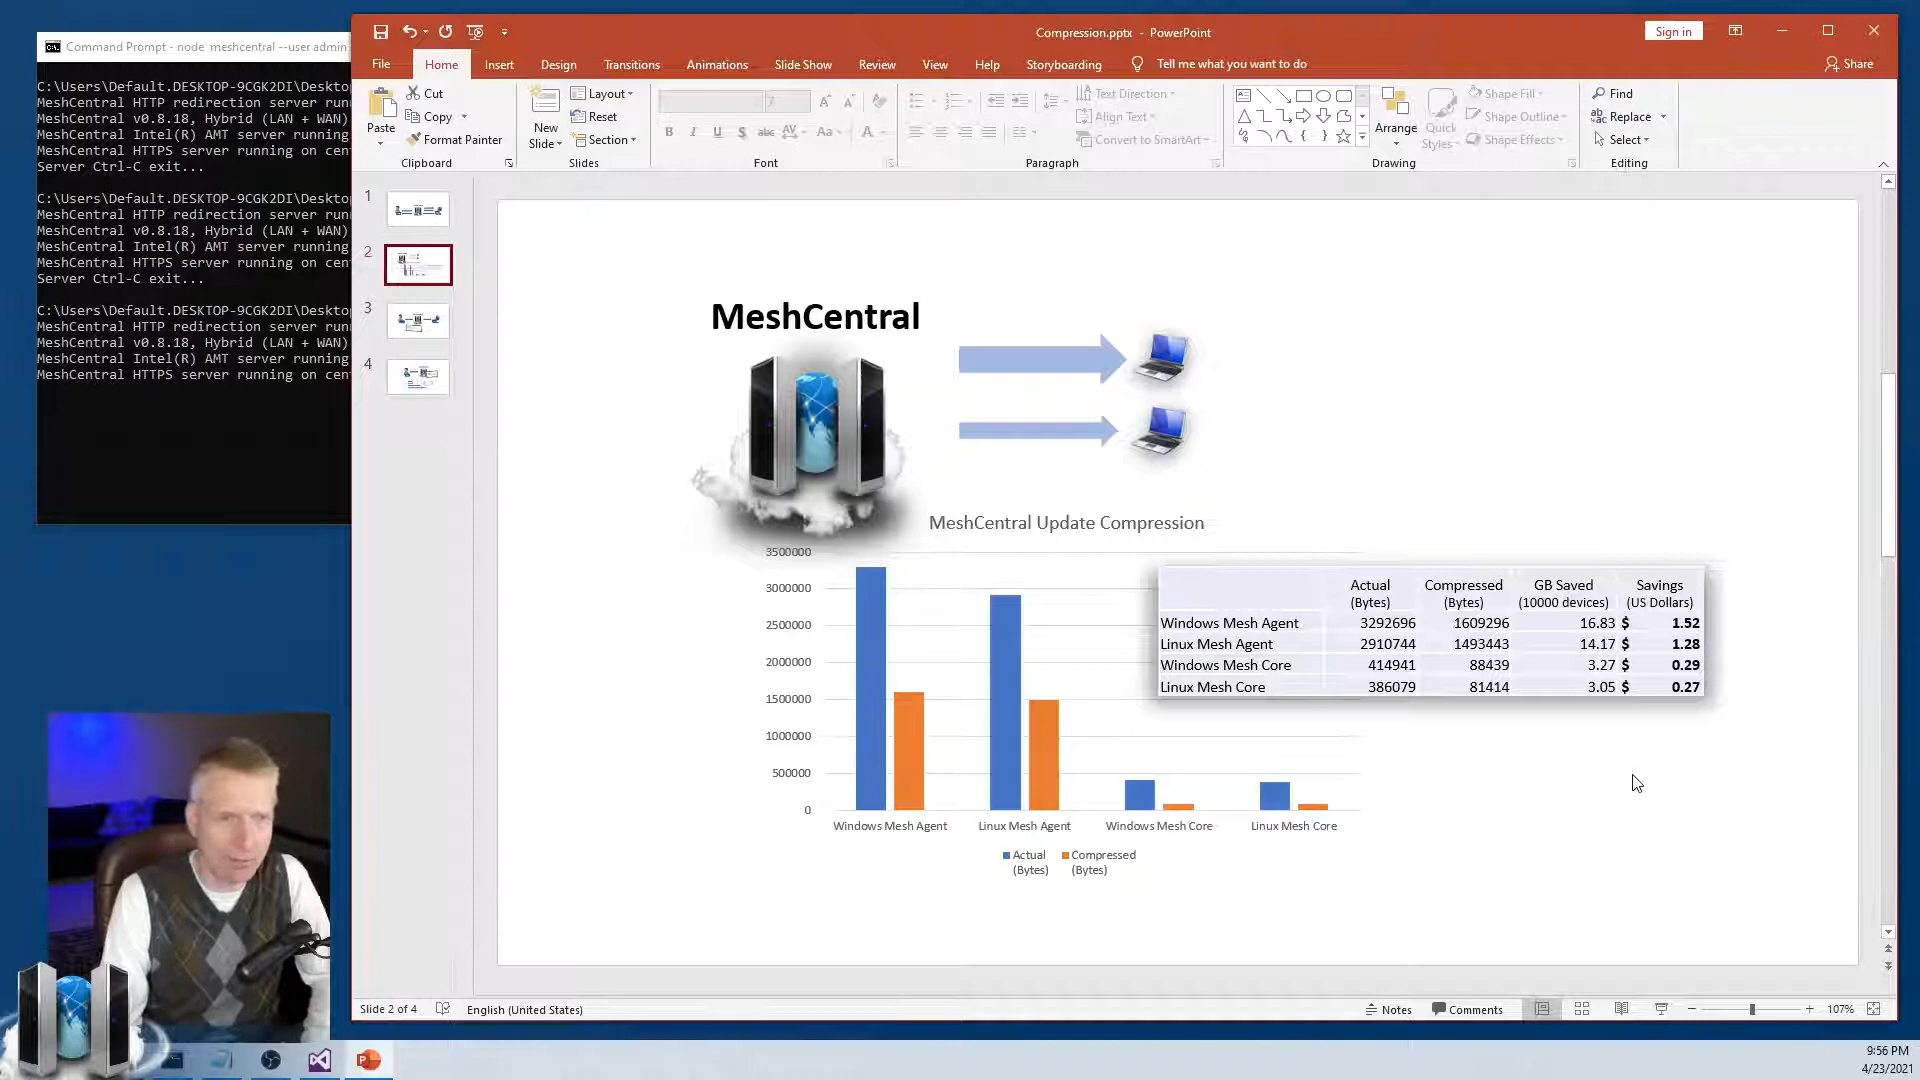 Command Prompt - node  meshcentral --user admin
C:\Users\Default.DESKTOP-9CGK2DI\Deskto
MeshCentral HTTP redirection server run
MeshCentral v0.8.18, Hybrid (LAN + WAN)
MeshCentral Intel(R) AMT server running
MeshCentral HTTPS server running on cen
Server Ctrl-C exit...
C:\Users\Default.DESKTOP-9CGK2DI\Deskto
MeshCentral HTTP redirection server run
MeshCentral v0.8.18, Hybrid (LAN + WAN)
MeshCentral Intel(R) AMT server running
MeshCentral HTTPS server running on cen
Server Ctrl-C exit...
C:\Users\Default.DESKTOP-9CGK2DI\Deskto
MeshCentral HTTP redirection server run
MeshCentral v0.8.18, Hybrid (LAN + WAN)
MeshCentral Intel(R) AMT server running
MeshCentral HTTPS server running on cen
Compression.pptx - PowerPoint
Sign in
File Home Insert Design Transitions Animations Slide Show Review View Help Storyboarding Tell me what you want to do Share
Paste
Cut
Copy
Format Painter
Clipboard
New Slide
Layout
Reset
Section
Slides
7
B I U S abc AV Aa A
Font
Text Direction
Align Text
Convert to SmartArt
Paragraph
Arrange
Quick Styles
Shape Fill
Shape Outline
Shape Effects
Drawing
Find
Replace
Select
Editing
1
2
3
4
MeshCentral
MeshCentral Update Compression
3500000
3000000
2500000
2000000
1500000
1000000
500000
0
Windows Mesh Agent Linux Mesh Agent Windows Mesh Core Linux Mesh Core
Actual (Bytes) Compressed (Bytes)
Actual Compressed GB Saved Savings
(Bytes) (Bytes) (10000 devices) (US Dollars)
Windows Mesh Agent 3292696 1609296 16.83 $ 1.52
Linux Mesh Agent 2910744 1493443 14.17 $ 1.28
Windows Mesh Core 414941 88439 3.27 $ 0.29
Linux Mesh Core 386079 81414 3.05 $ 0.27
Slide 2 of 4 English (United States) Notes Comments 107%
9:56 PM
4/23/2021